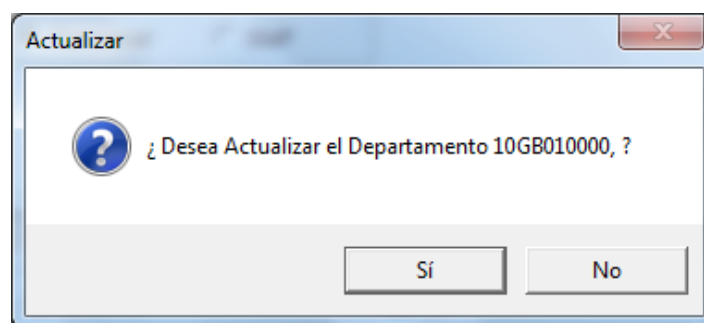 Actualizar
¿ Desea Actualizar el Departamento 10GB010000, ?
Sí
No